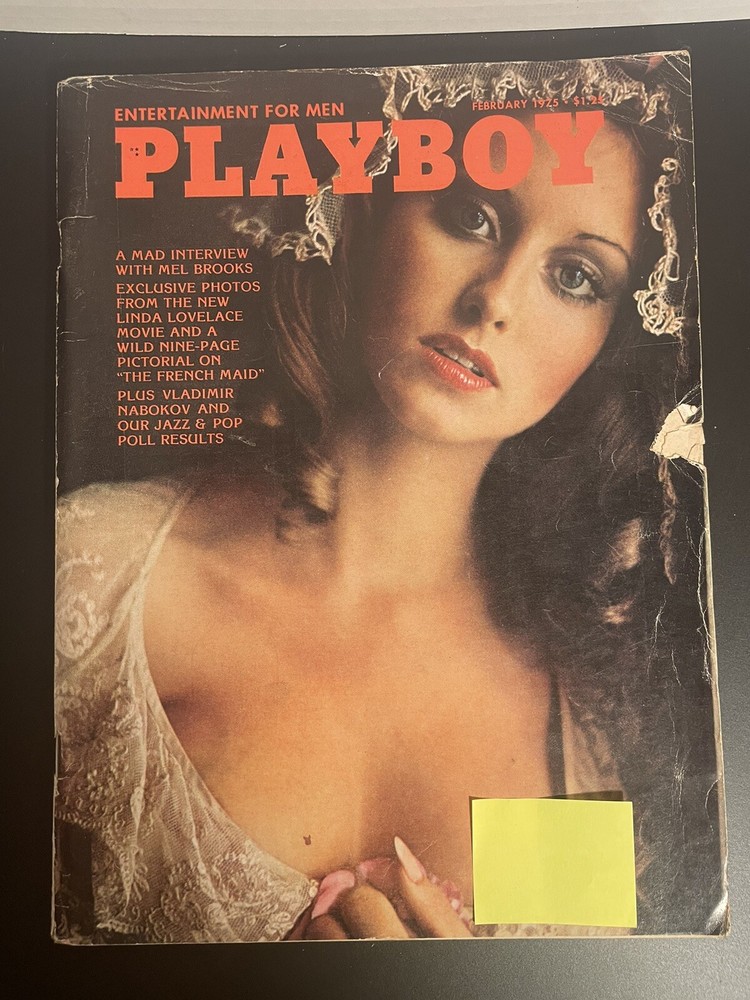 ENTERTAINMENT FOR MEN
FEBRUARY 1975 • $1.25
PLAYBOY
A MAD INTERVIEW
WITH MEL BROOKS
EXCLUSIVE PHOTOS
FROM THE NEW
LINDA LOVELACE
MOVIE AND A
WILD NINE-PAGE
PICTORIAL ON
"THE FRENCH MAID"
PLUS VLADIMIR
NABOKOV AND
OUR JAZZ & POP
POLL RESULTS